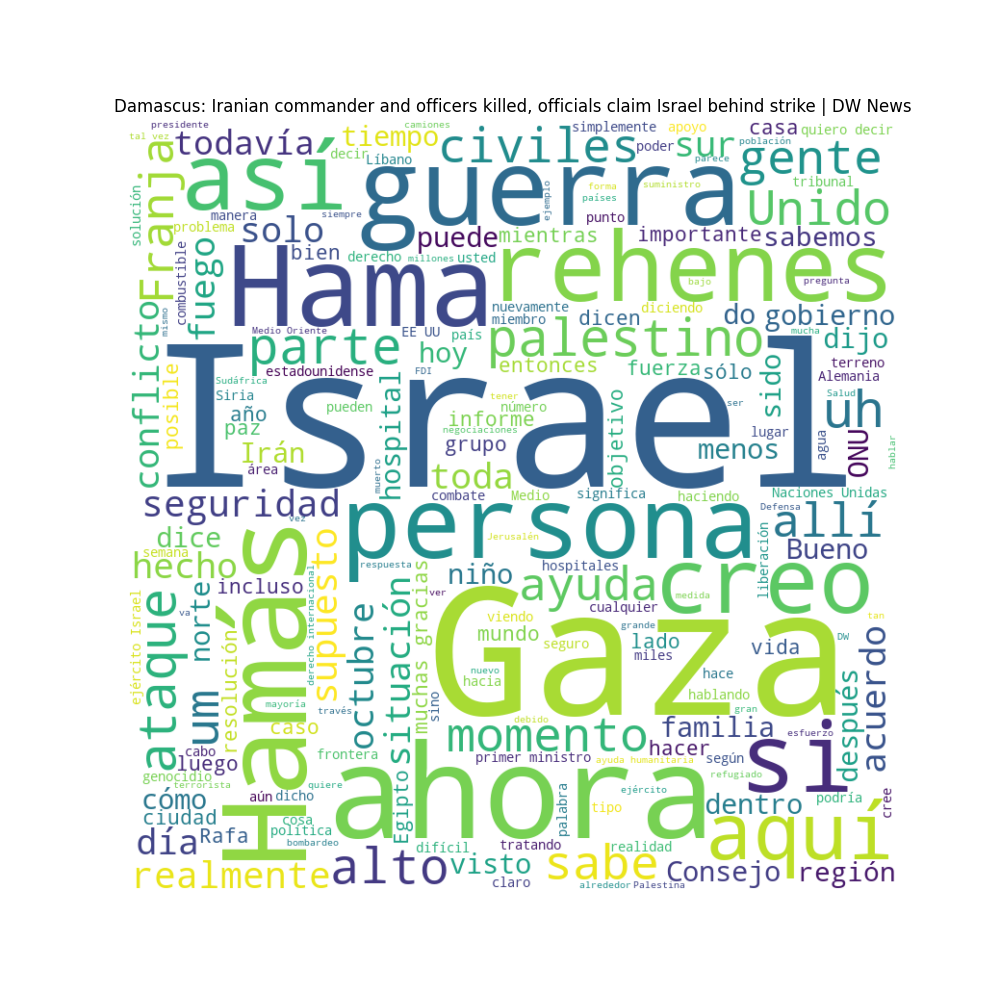 Damascus: Iranian commander and officers killed, officials claim Israel behind strike | DW News
presidente
camiones
simplemente
apoyo
casa
quiero decir
tal vez
todavía
tiempo
civiles
poder
sur
población
gente
decir
Líbano
parece
así
guerra
ejemplo
forma
suministro
países
tribunal
Unido
solución.
Franja
manera
siempre
punto
problema
solo
puede
mientras
importante
sabemos
combustible
fuego
bien
derecho
millones
usted
rehenes
bajo
pregunta
Hama
conflicto
mismo
nuevamente
diciendo
miembro
dicen
do
gobierno
Medio Oriente
EE UU
país
mucha
dijo
parte
hoy
palestino
estadounidense
FDI
entonces
fuerza
sólo
sido
terreno
Alemania
posible
Sudáfrica
Siria
Israel
tener
ser
Salud
año
pueden
número
uh
paz
informe
negociaciones
lugar
agua
ONU
hablar
Irán
hospital
grupo
objetivo
menos
área
muerto
toda
combate
Medio
significa
haciendo
Naciones Unidas
seguridad
vez
persona
Defensa
allí
dice
Jerusalén
liberación
Bueno
semana
hecho
supuesto
respuesta
hospitales
incluso
niño
ayuda
creo
ver
medida
cualquier
ataque
norte
Hamás
derecho internacional
octubre
situación
muchas gracias
Gaza
viendo
grande
tan
mundo
lado
DW
vida
ejército Israel
va
resolución
seguro
miles
acuerdo
um
nuevo
hacia
hace
después
mayoría
través
sino
hablando
gran
caso
debido
momento
familia
si
esfuerzo
cabo
luego
frontera
primer ministro
hacer
según
ayuda humanitaria
genocidio
terrorista
aún
dicho
quiere
Egipto
ahora
refugiado
cómo
ejército
podría
cree
tipo
dentro
ciudad
cosa
palabra
aquí
día
Rafa
política
bombardeo
difícil
tratando
realidad
realmente
alto
visto
sabe
Consejo
región
claro
alrededor
Palestina